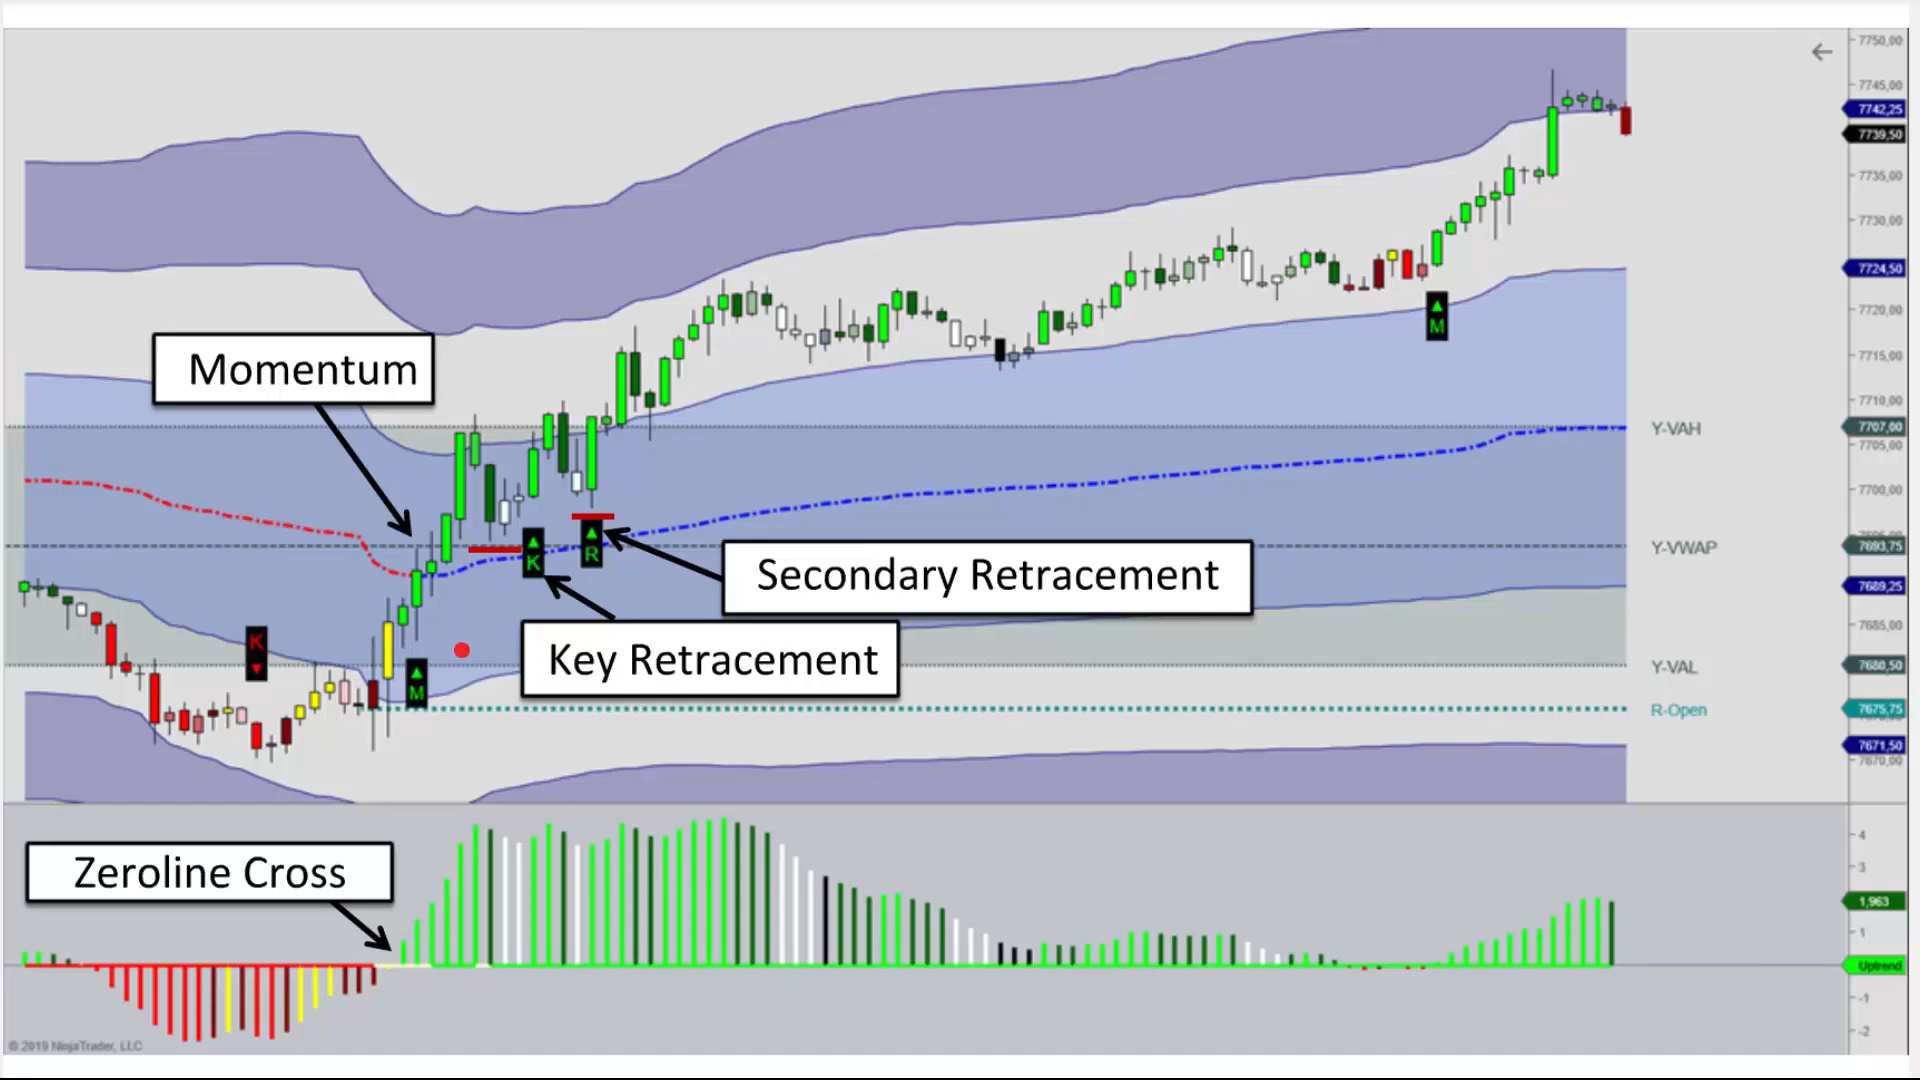 7750,00
7745,00
7742,25
7739,50
7735,00
7730,00
7724,50
7720,00
M
7715,00
Momentum
7710,00
Y-VAH
7707,00
7705,00
7700,00
K
R
Y-VWAP
7693,75
Secondary Retracement
7689,25
K
7685,00
Key Retracement
Y-VAL
7680,50
M
R-Open
7675,75
7671,50
7670,00
4
Zeroline Cross
3
1,963
1
Uptrend
-1
-2
© 2019 NinjaTrader, LLC